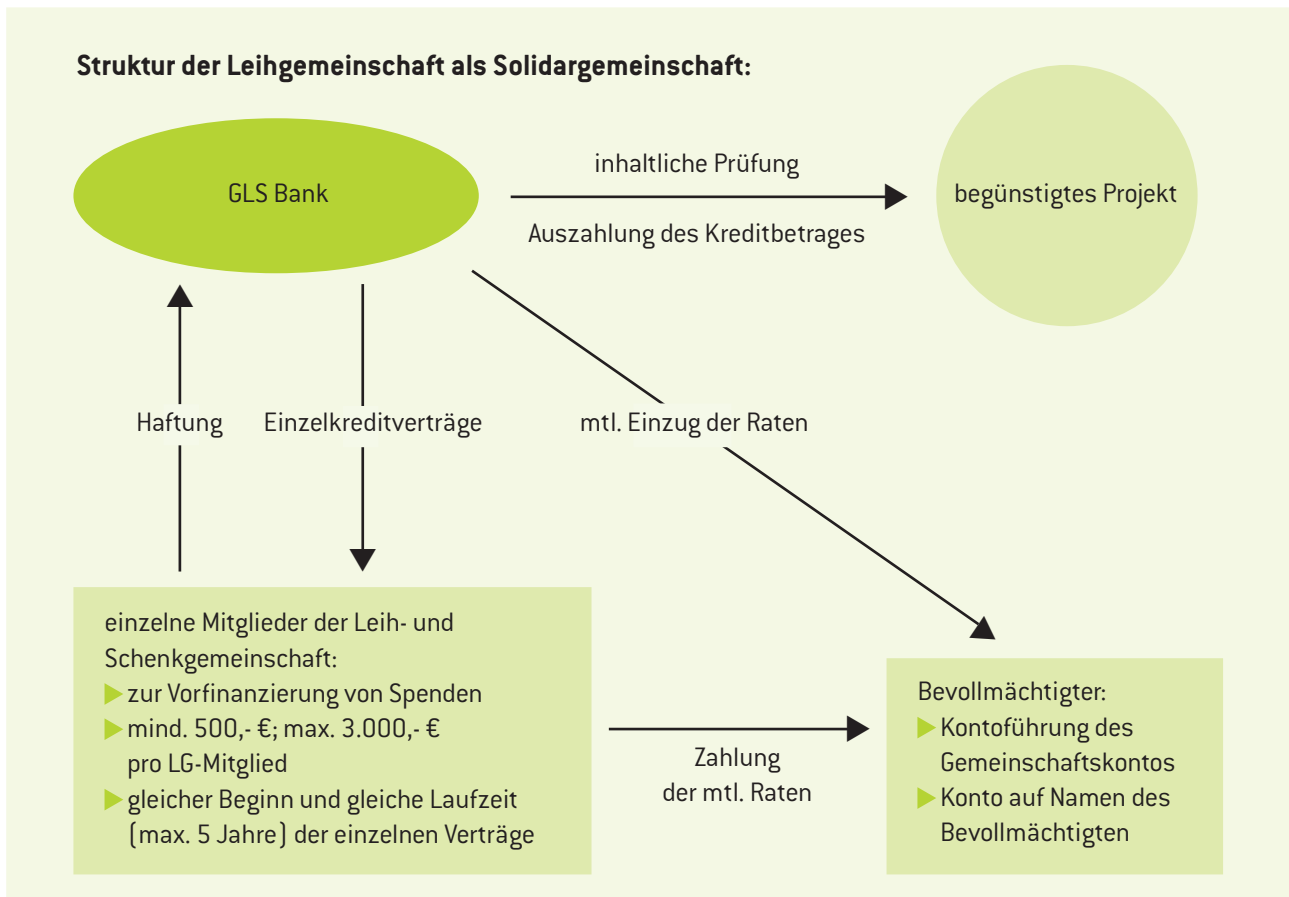 Struktur der Leihgemeinschaft als Solidargemeinschaft:
GLS Bank
inhaltliche Prüfung
Auszahlung des Kreditbetrages
begünstigtes Projekt
Haftung
Einzelkreditverträge
mtl. Einzug der Raten
einzelne Mitglieder der Leih- und
Schenkgemeinschaft:
zur Vorfinanzierung von Spenden
mind. 500,- €; max. 3.000,- €
pro LG-Mitglied
gleicher Beginn und gleiche Laufzeit
(max. 5 Jahre) der einzelnen Verträge
Zahlung
der mtl. Raten
Bevollmächtigter:
Kontoführung des
Gemeinschaftskontos
Konto auf Namen des
Bevollmächtigten